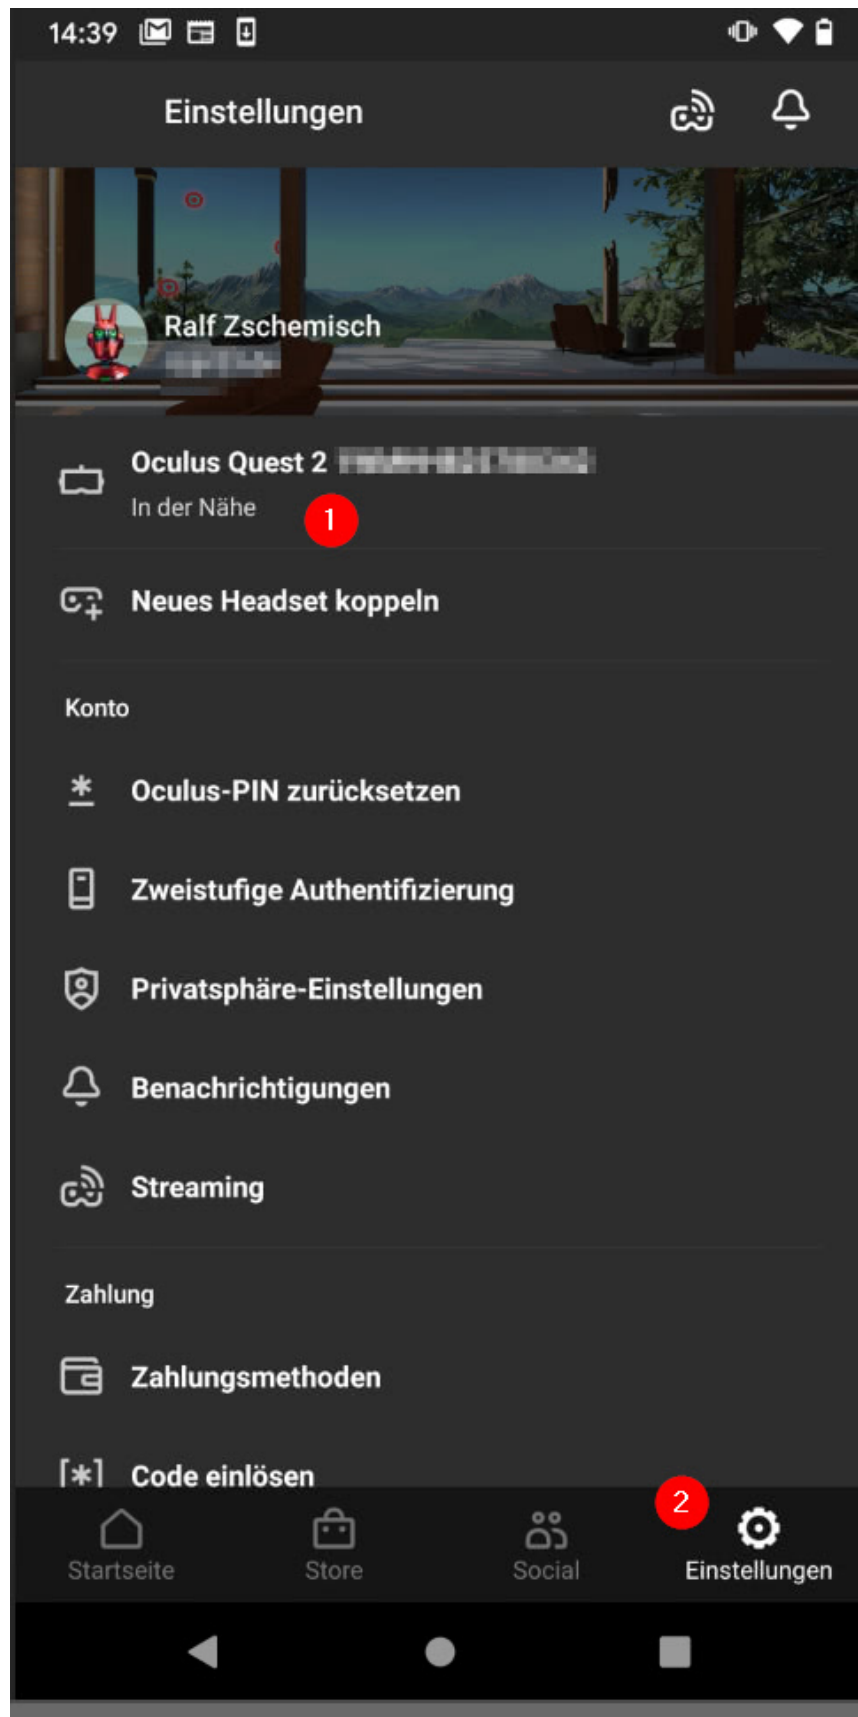 14:39
Einstellungen
Ralf Zschemisch
Oculus Quest 2
In der Nähe
1
Neues Headset koppeln
Konto
Oculus-PIN zurücksetzen
Zweistufige Authentifizierung
Privatsphäre-Einstellungen
Benachrichtigungen
Streaming
Zahlung
Zahlungsmethoden
Code einlösen
2
Startseite
Store
Social
Einstellungen